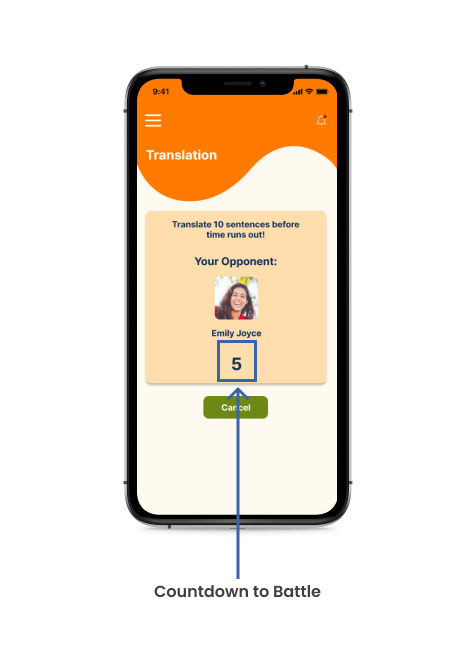 9:41
Translation
Translate 10 sentences before
time runs out!
Your Opponent:
Emily Joyce
5
Cancel
Countdown to Battle